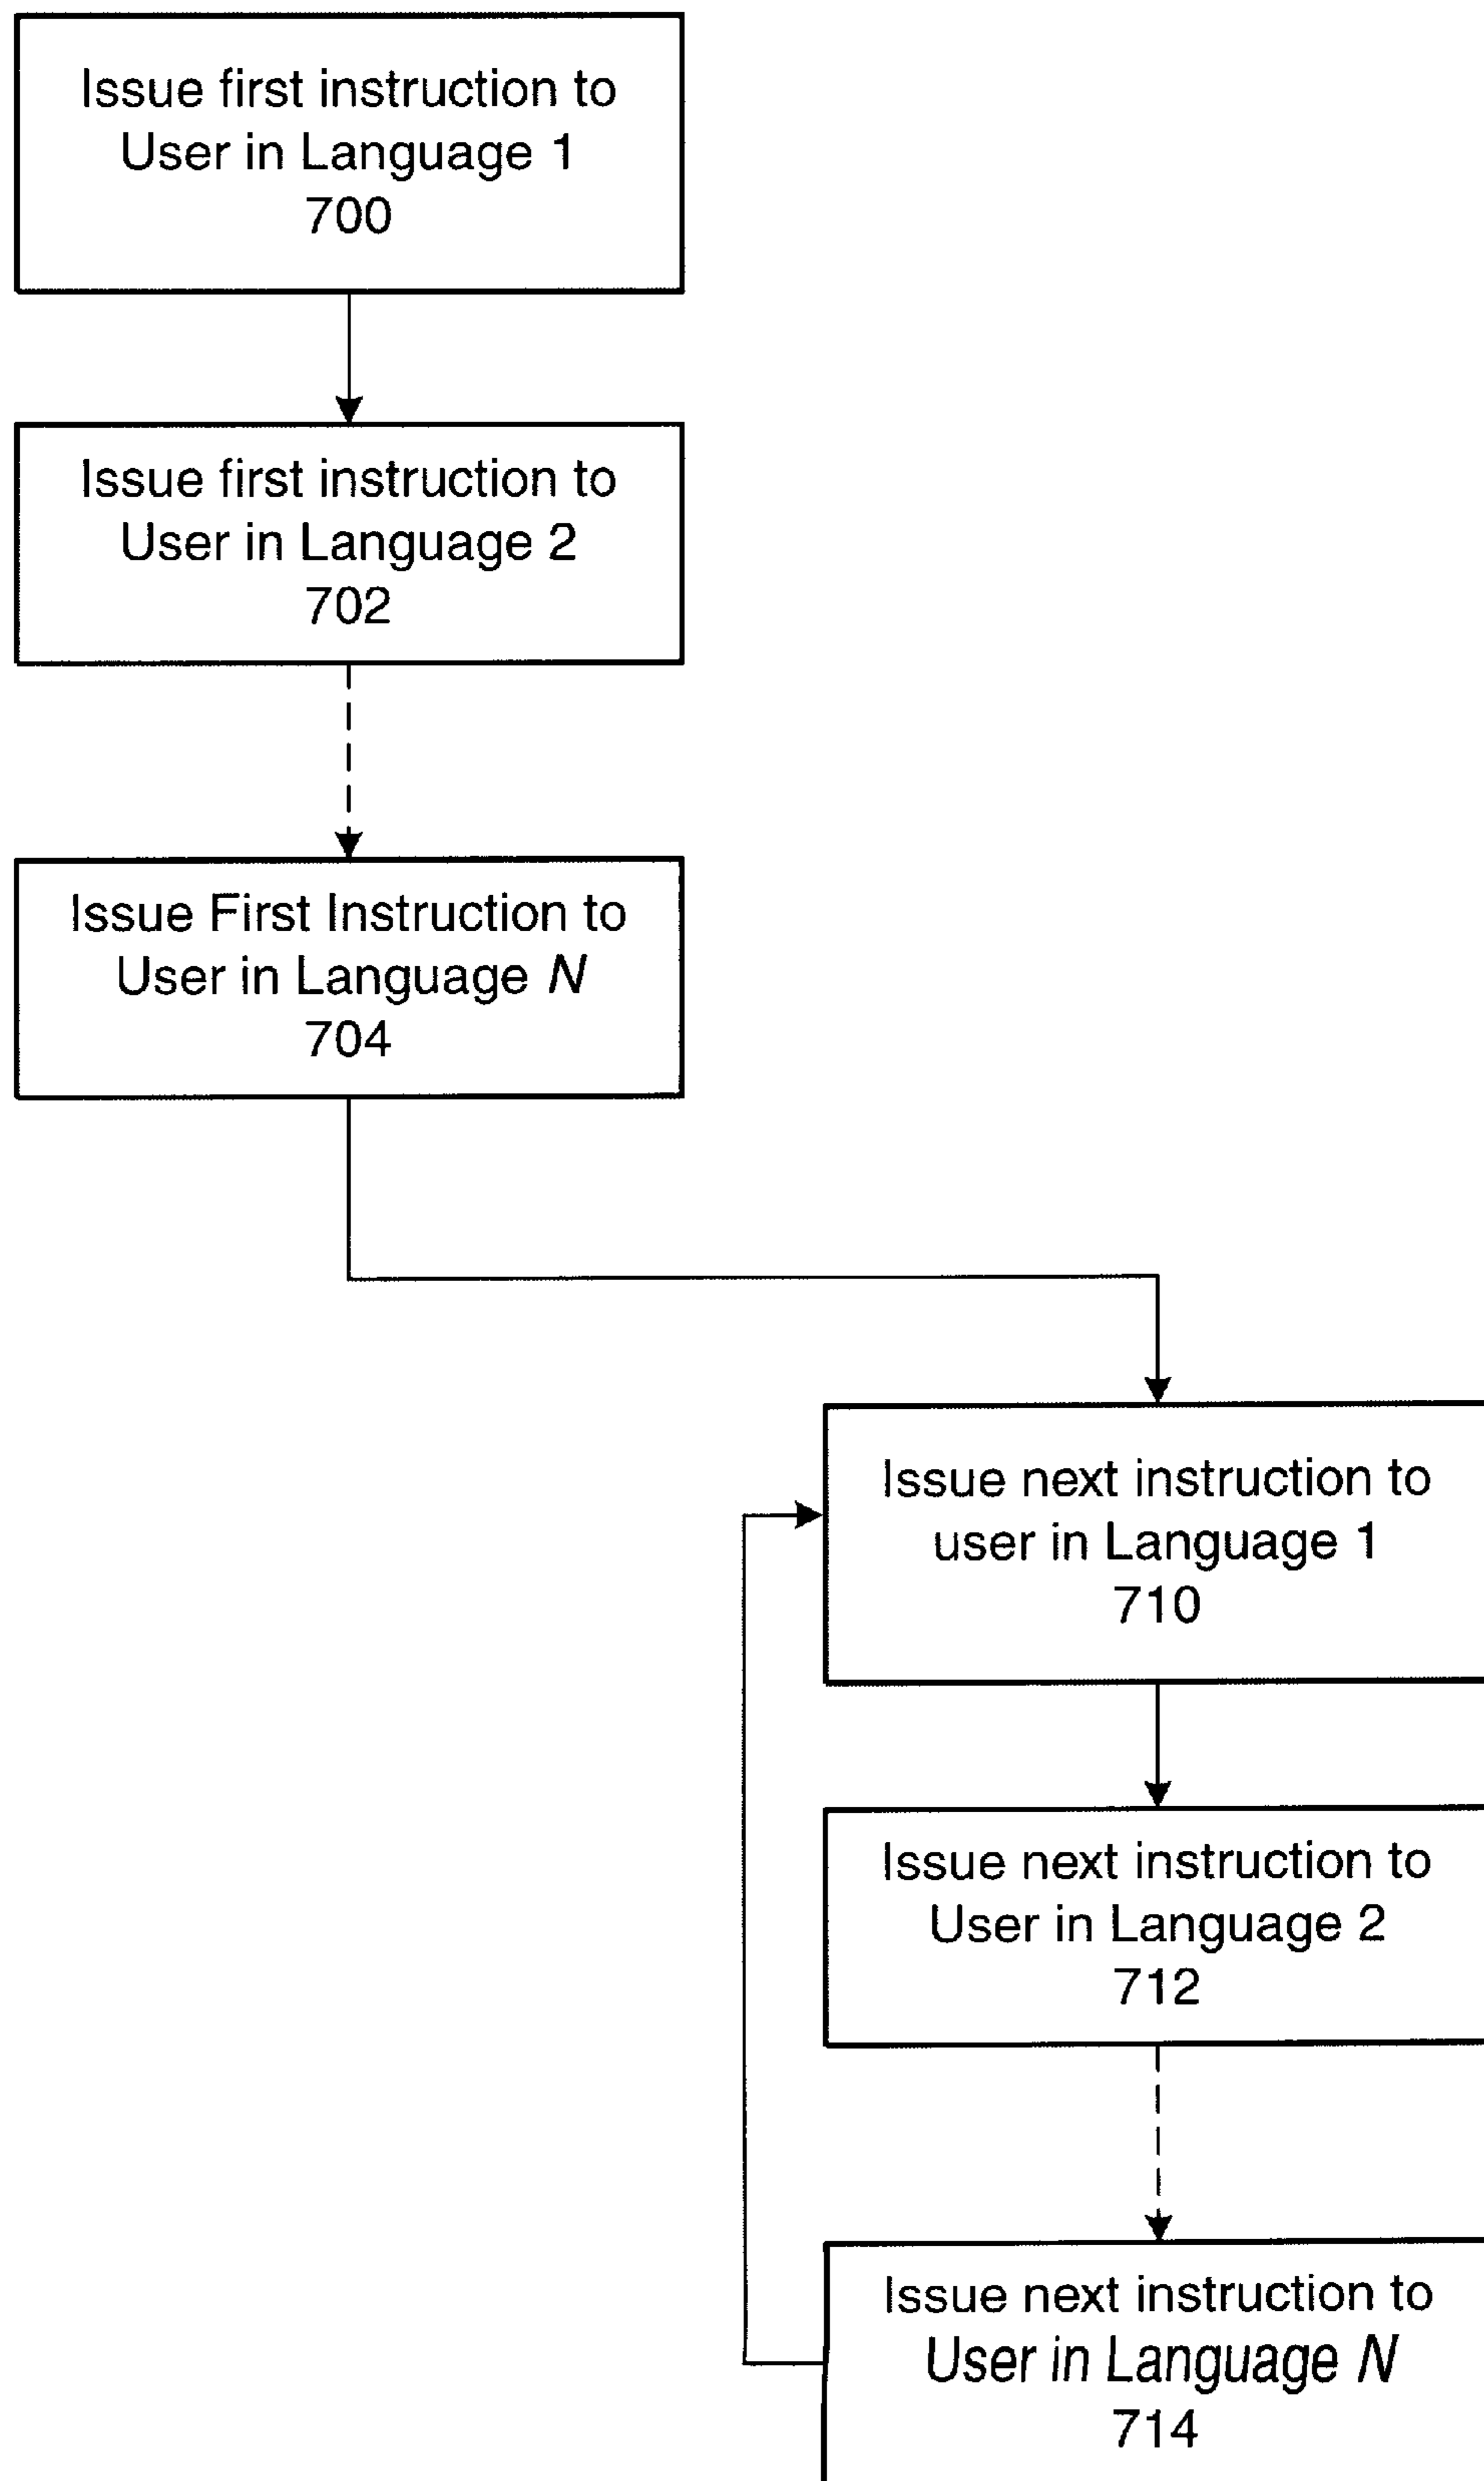 Issue first instruction to
User in Language 1
700
Issue first instruction to
User in Language 2
702
Issue First Instruction to
User in Language N
704
Issue next instruction to
user in Language 1
710
Issue next instruction to
User in Language 2
712
Issue next instruction to
User in Language N
714